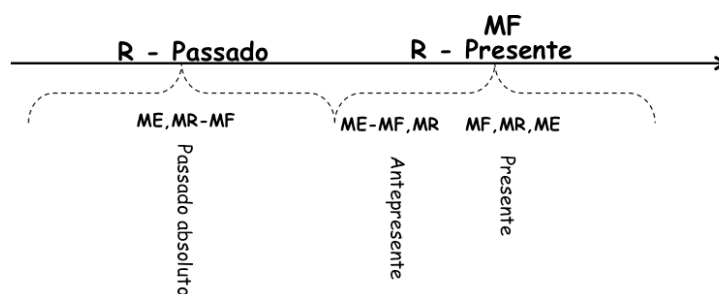 MF
R - Passado
R - Presente
ME,MR-MF
ME-MF,MR
MF,MR,ME
Passado absoluto
Antepresente
Presente